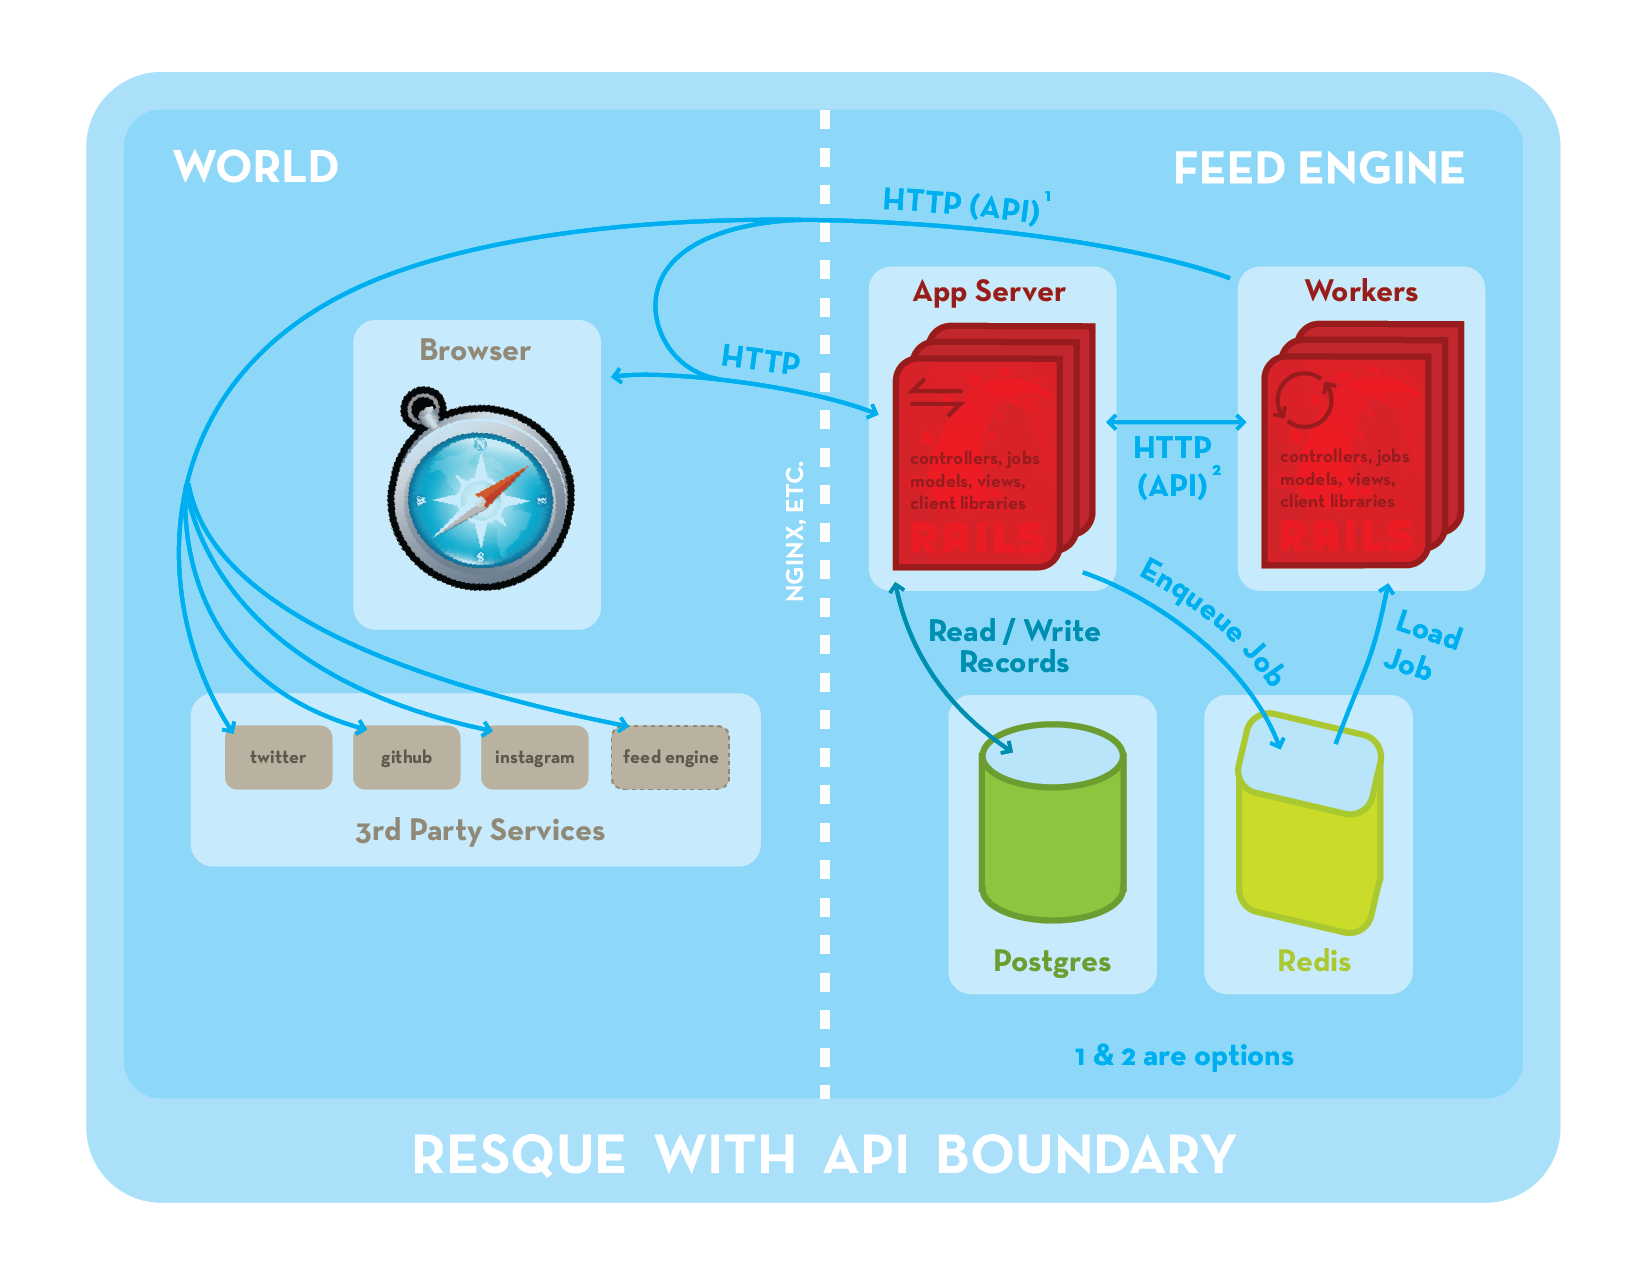 WORLD
FEED ENGINE
HTTP (API) 1
App Server
Workers
Browser
HTTP
controllers, jobs
models, views,
client libraries
RAILS
HTTP
(API) 2
controllers, jobs
models, views,
client libraries
RAILS
N
S
NGINX, ETC.
Enqueue Job
Load
Job
Read / Write
Records
twitter
github
instagram
feed engine
3rd Party Services
Postgres
Redis
1 & 2 are options
RESQUE WITH API BOUNDARY